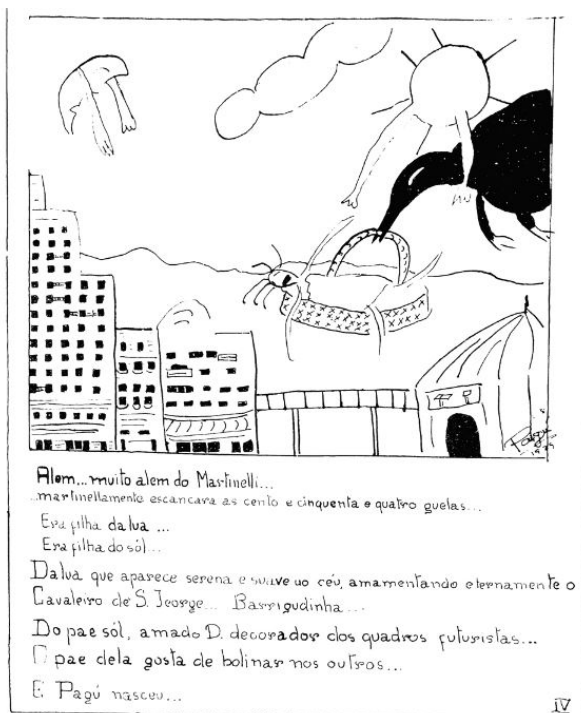 Pagú
Alem...muito alem do Martinelli...
...martinellamente escancara as cento e cinquenta e quatro guelas...
Era filha da lua ...
Era filha do sól...
Da lua que aparece serena e suave no céu, amamentando eternamente o
Cavaleiro de S. Jeorge... Barrigudinha...
Do pae sól, amado D. decorador dos quadros futuristas...
O pae dela gosta de bolinar nos outros...
E Pagú nasceu...
IV